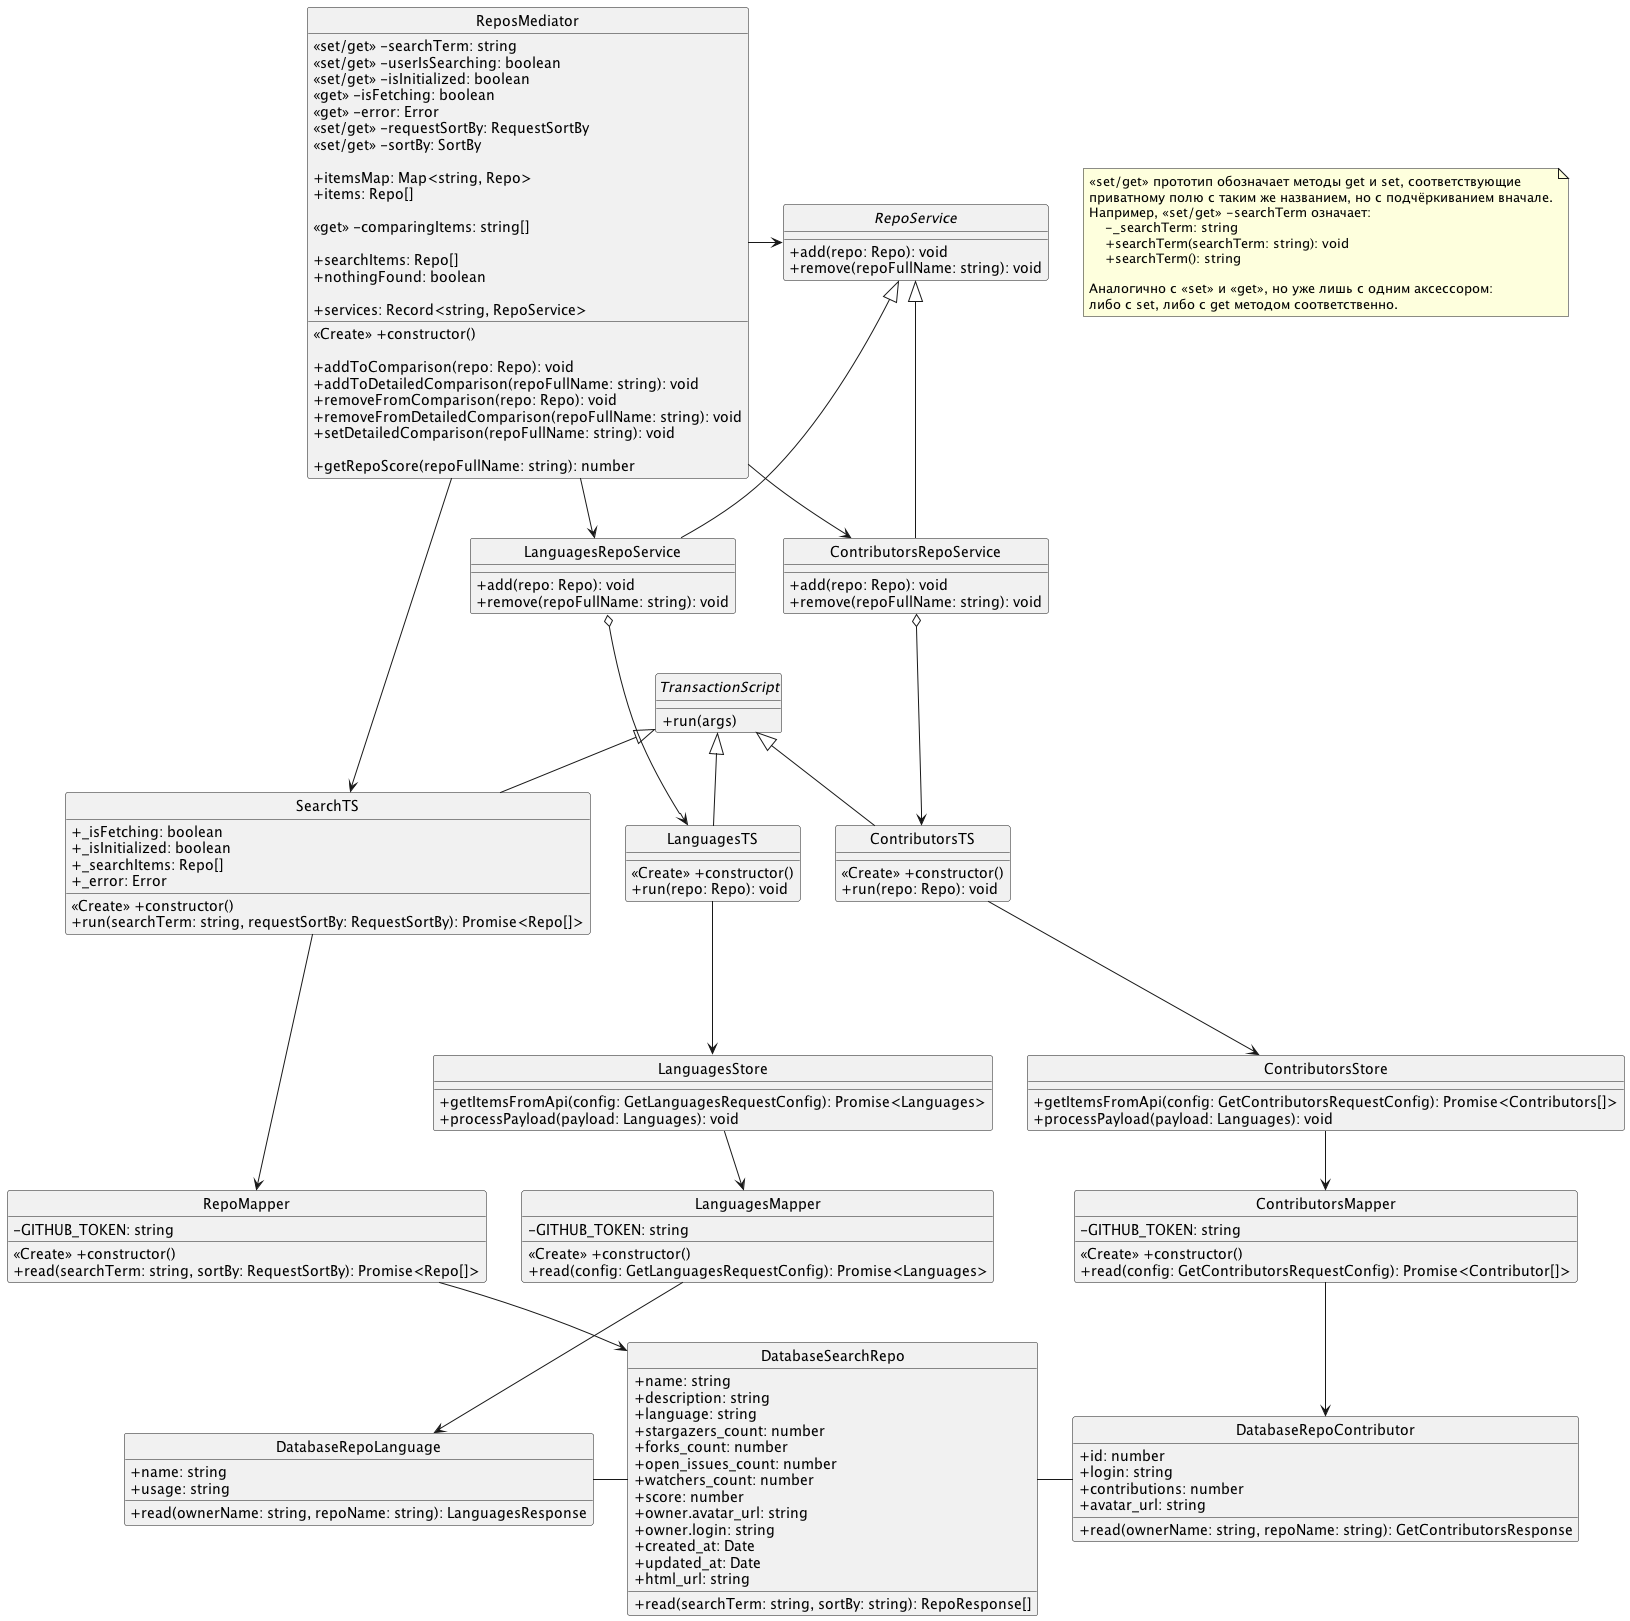 ReposMediator
«set/get» -searchTerm: string
«set/get» -userIsSearching: boolean
«set/get» -isInitialized: boolean
«get» -isFetching: boolean
«get» -error: Error
«set/get» -requestSortBy: RequestSortBy
«set/get» -sortBy: SortBy
+itemsMap: Map<string, Repo>
+items: Repo[]
«get» -comparingItems: string[]
+searchItems: Repo[]
+nothingFound: boolean
+services: Record<string, RepoService>
«Create» +constructor()
+addToComparison(repo: Repo): void
+addToDetailedComparison(repoFullName: string): void
+removeFromComparison(repo: Repo): void
+removeFromDetailedComparison(repoFullName: string): void
+setDetailedComparison(repoFullName: string): void
+getRepoScore(repoFullName: string): number
RepoService
+add(repo: Repo): void
+remove(repoFullName: string): void
«set/get» прототип обозначает методы get и set, соответствующие
приватному полю с таким же названием, но с подчёркиванием вначале.
Например, «set/get» -searchTerm означает:
-_searchTerm: string
+searchTerm(searchTerm: string): void
+searchTerm(): string
Аналогично с «set» и «get», но уже лишь с одним аксессором:
либо с set, либо с get методом соответственно.
LanguagesRepoService
+add(repo: Repo): void
+remove(repoFullName: string): void
ContributorsRepoService
+add(repo: Repo): void
+remove(repoFullName: string): void
TransactionScript
+run(args)
SearchTS
+_isFetching: boolean
+_isInitialized: boolean
+_searchItems: Repo[]
+_error: Error
«Create» +constructor()
+run(searchTerm: string, requestSortBy: RequestSortBy): Promise<Repo[]>
LanguagesTS
«Create» +constructor()
+run(repo: Repo): void
ContributorsTS
«Create» +constructor()
+run(repo: Repo): void
LanguagesStore
+getItemsFromApi(config: GetLanguagesRequestConfig): Promise<Languages>
+processPayload(payload: Languages): void
ContributorsStore
+getItemsFromApi(config: GetContributorsRequestConfig): Promise<Contributors[]>
+processPayload(payload: Languages): void
RepoMapper
-GITHUB_TOKEN: string
«Create» +constructor()
+read(searchTerm: string, sortBy: RequestSortBy): Promise<Repo[]>
LanguagesMapper
-GITHUB_TOKEN: string
«Create» +constructor()
+read(config: GetLanguagesRequestConfig): Promise<Languages>
ContributorsMapper
-GITHUB_TOKEN: string
«Create» +constructor()
+read(config: GetContributorsRequestConfig): Promise<Contributor[]>
DatabaseRepoLanguage
+name: string
+usage: string
+read(ownerName: string, repoName: string): LanguagesResponse
DatabaseSearchRepo
+name: string
+description: string
+language: string
+stargazers_count: number
+forks_count: number
+open_issues_count: number
+watchers_count: number
+score: number
+owner.avatar_url: string
+owner.login: string
+created_at: Date
+updated_at: Date
+html_url: string
+read(searchTerm: string, sortBy: string): RepoResponse[]
DatabaseRepoContributor
+id: number
+login: string
+contributions: number
+avatar_url: string
+read(ownerName: string, repoName: string): GetContributorsResponse